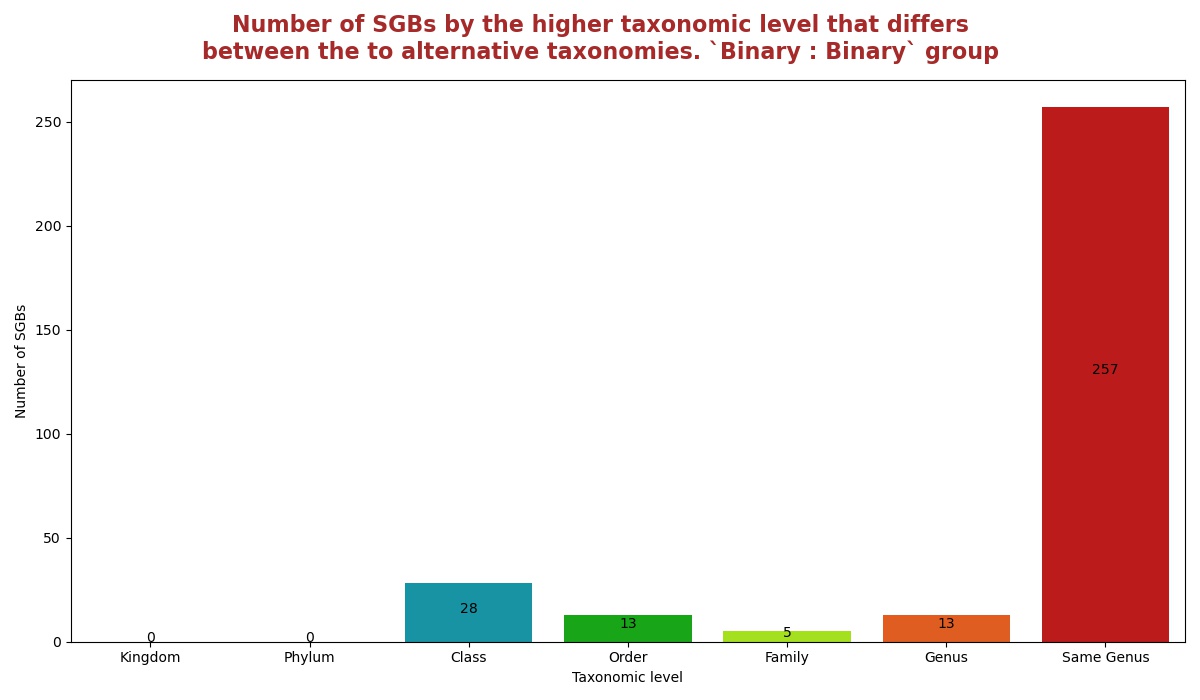 Number of SGBs by the higher taxonomic level that differs
between the to alternative taxonomies. `Binary : Binary` group
250
200
150
100
50
0
Number of SGBs
0
0
28
13
5
13
257
Kingdom
Phylum
Class
Order
Family
Genus
Same Genus
Taxonomic level